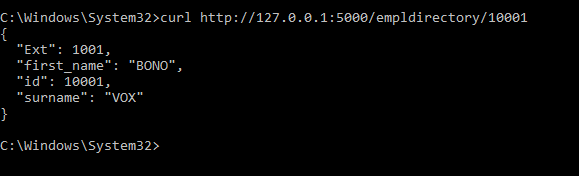 C:\Windows\System32>curl http://127.0.0.1:5000/empldirectory/10001
{
  "Ext": 1001,
  "first_name": "BONO",
  "id": 10001,
  "surname": "VOX"
}
C:\Windows\System32>